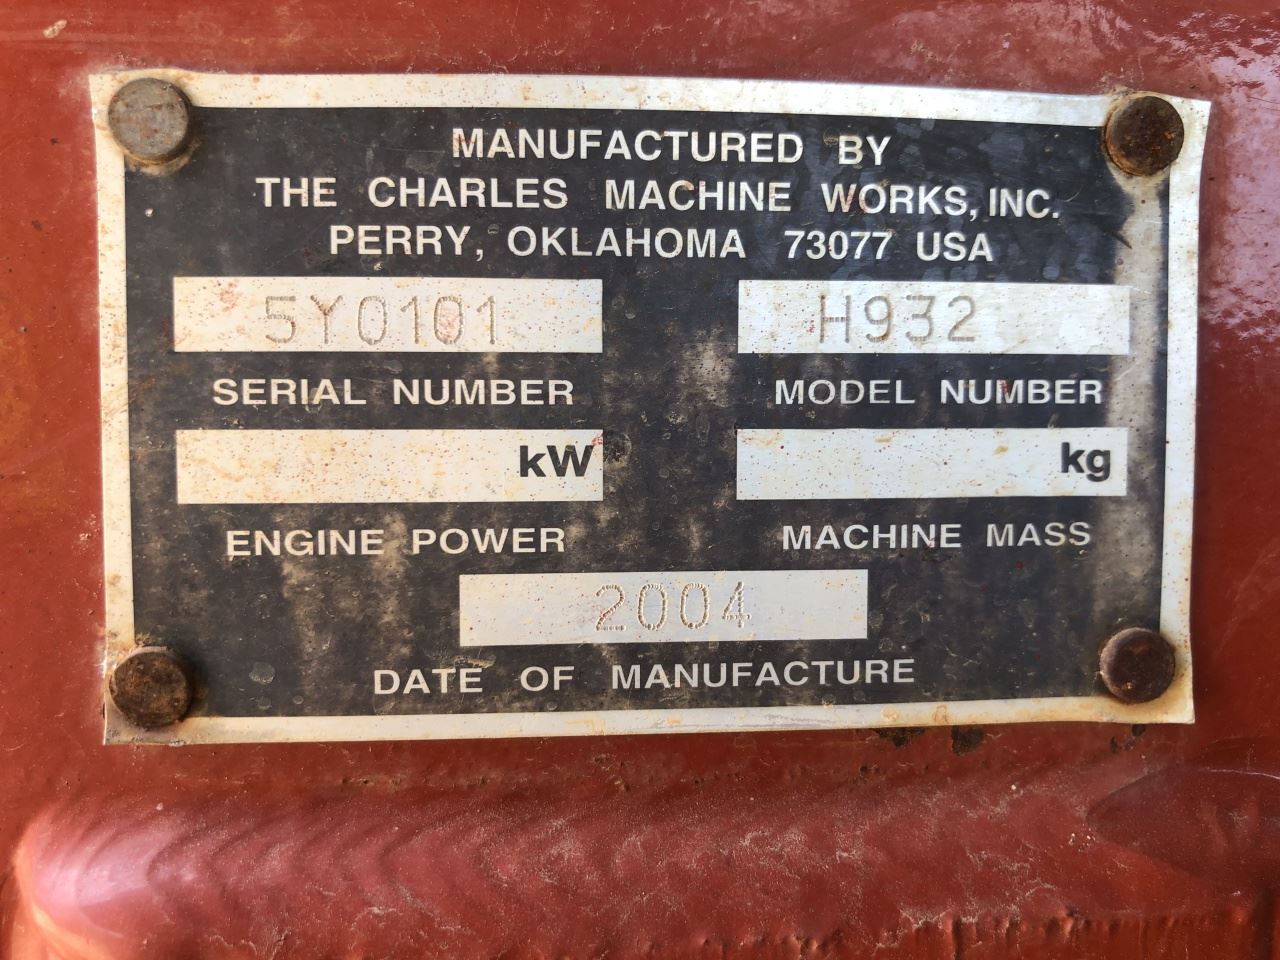 MANUFACTURED BY
THE CHARLES MACHINE WORKS, INC.
PERRY, OKLAHOMA 73077 USA
5Y0101 H932
SERIAL NUMBER MODEL NUMBER
kW kg
ENGINE POWER MACHINE MASS
2004
DATE OF MANUFACTURE